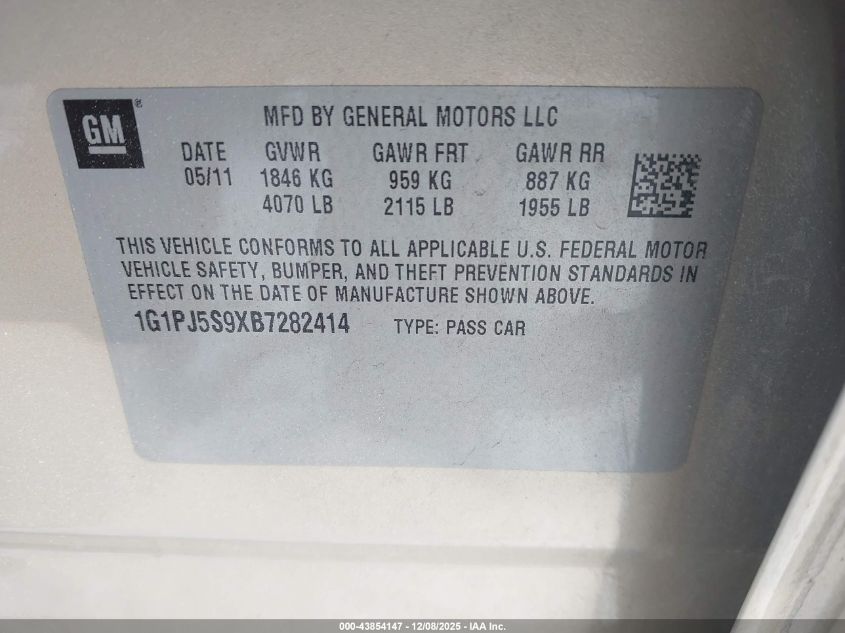 GM®
MFD BY GENERAL MOTORS LLC
DATE GVWR GAWR FRT GAWR RR
05/11 1846 KG 959 KG 887 KG
4070 LB 2115 LB 1955 LB
THIS VEHICLE CONFORMS TO ALL APPLICABLE U.S. FEDERAL MOTOR
VEHICLE SAFETY, BUMPER, AND THEFT PREVENTION STANDARDS IN
EFFECT ON THE DATE OF MANUFACTURE SHOWN ABOVE.
1G1PJ5S9XB7282414 TYPE: PASS CAR
000-43854147 - 12/08/2025 - IAA Inc.